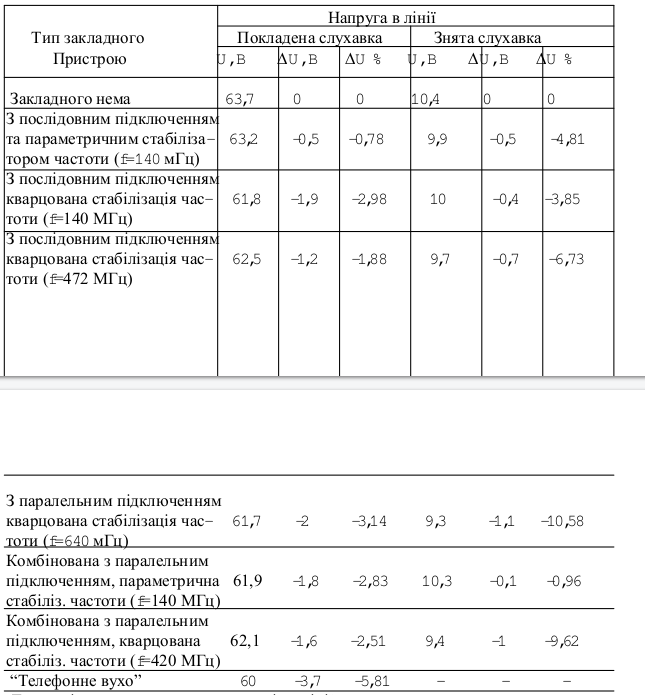 Тип закладного Пристрою Напруга в лінії
Покладена слухавка Знята слухавка
U,В ΔU,В ΔU % U,В ΔU,В ΔU %
Закладного нема 63,7 0 0 10,4 0 0
З послідовним підключенням
та параметричним стабіліза– 63,2 –0,5 –0,78 9,9 –0,5 –4,81
тором частоти (f=140 мГц)
З послідовним підключенням
кварцована стабілізація час– 61,8 –1,9 –2,98 10 –0,4 –3,85
тоти (f=140 МГц)
З послідовним підключенням
кварцована стабілізація час– 62,5 –1,2 –1,88 9,7 –0,7 –6,73
тоти (f=472 МГц)
З паралельним підключенням
кварцована стабілізація час– 61,7 –2 –3,14 9,3 –1,1 –10,58
тоти (f=640 мГц)
Комбінована з паралельним
підключенням, параметрична 61,9 –1,8 –2,83 10,3 –0,1 –0,96
стабіліз. частоти (f=140 МГц)
Комбінована з паралельним
підключенням, кварцована 62,1 –1,6 –2,51 9,4 –1 –9,62
стабіліз. частоти (f=420 МГц)
“Телефонне вухо” 60 –3,7 –5,81 – – –